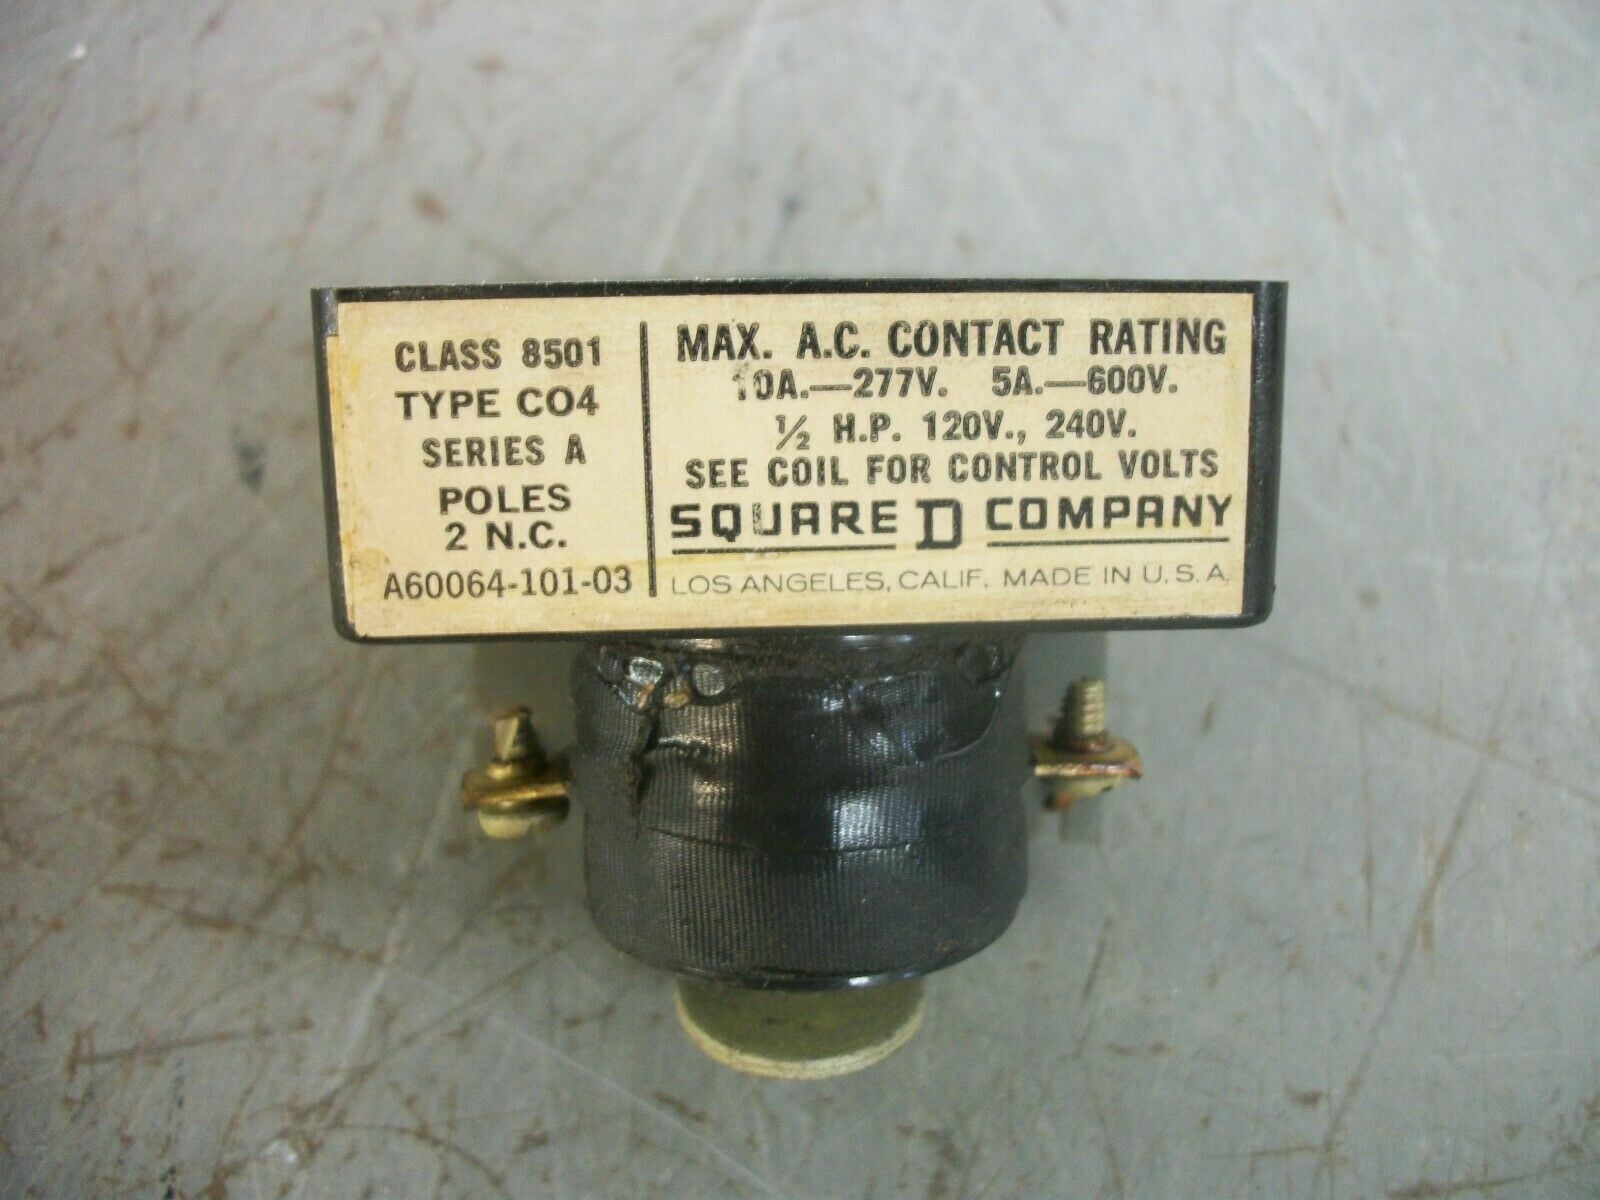 CLASS 8501
TYPE CO4
SERIES A
POLES
2 N.C.
A60064-101-03
MAX. A.C. CONTACT RATING
10A.—277V. 5A.—600V.
½ H.P. 120V., 240V.
SEE COIL FOR CONTROL VOLTS
SQUARE D COMPANY
LOS ANGELES, CALIF. MADE IN U.S.A.